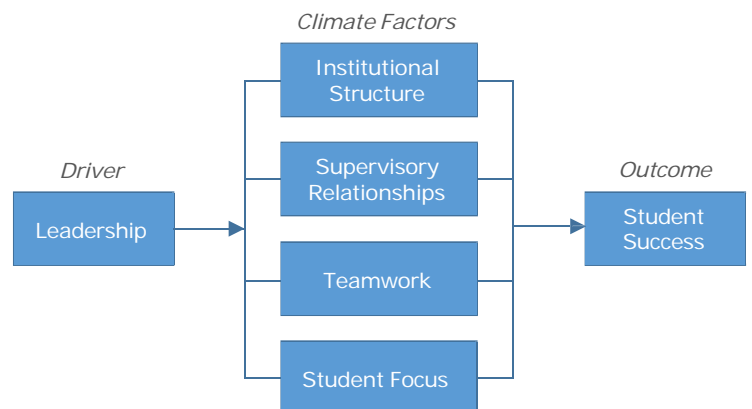 Climate Factors
Institutional
Structure
Driver
Leadership
Supervisory
Relationships
Teamwork
Student Focus
Outcome
Student
Success